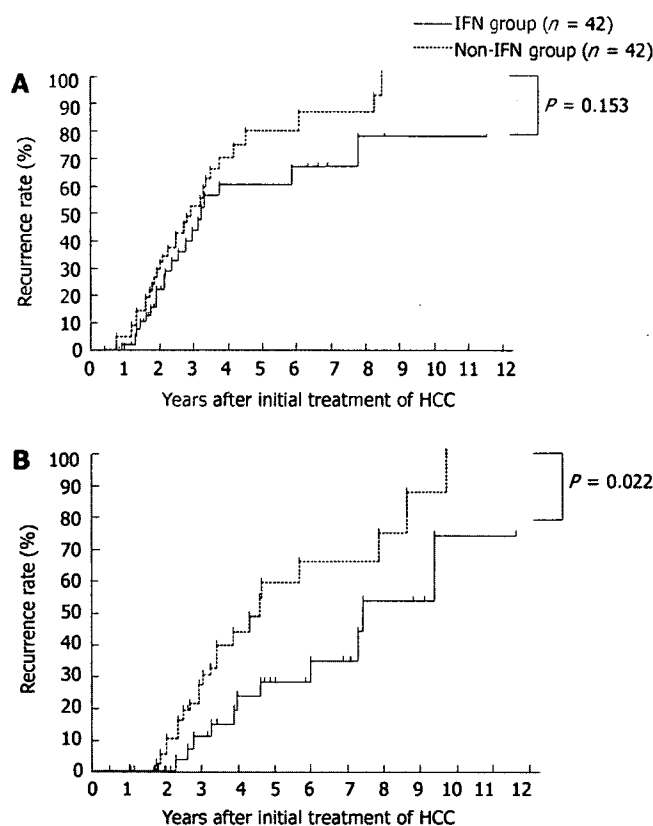 IFN group (n = 42)
Non-IFN group (n = 42)
A
100
90
80
70
60
50
40
30
20
10
0
Recurrence rate (%)
P = 0.153
0 1 2 3 4 5 6 7 8 9 10 11 12
Years after initial treatment of HCC
B
100
90
80
70
60
50
40
30
20
10
0
Recurrence rate (%)
P = 0.022
0 1 2 3 4 5 6 7 8 9 10 11 12
Years after initial treatment of HCC